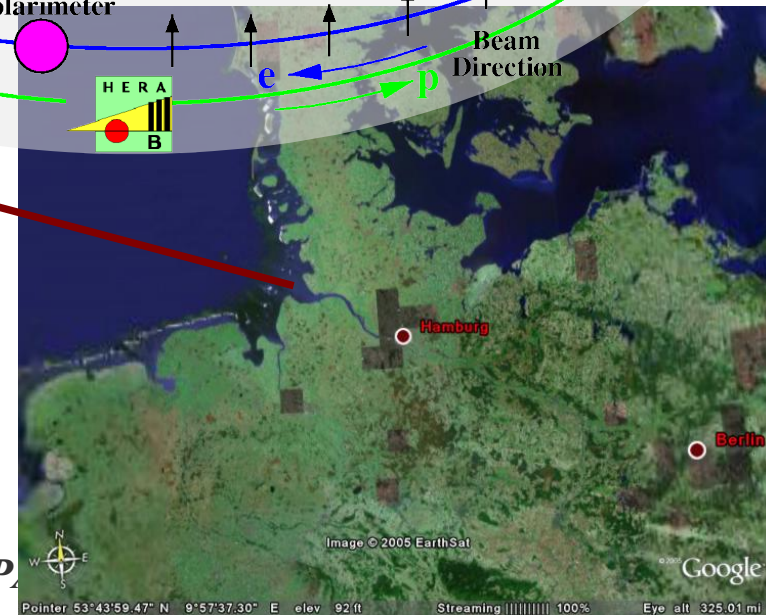 larimeter
Beam
Direction
e
p
H E R A
B
Hamburg
Berlin
Image © 2005 EarthSat
N
W E
S
© 2005 Google
P
Pointer 53°43'59.47" N 9°57'37.30" E elev 92 ft Streaming |||||||||| 100% Eye alt 325.01 mi